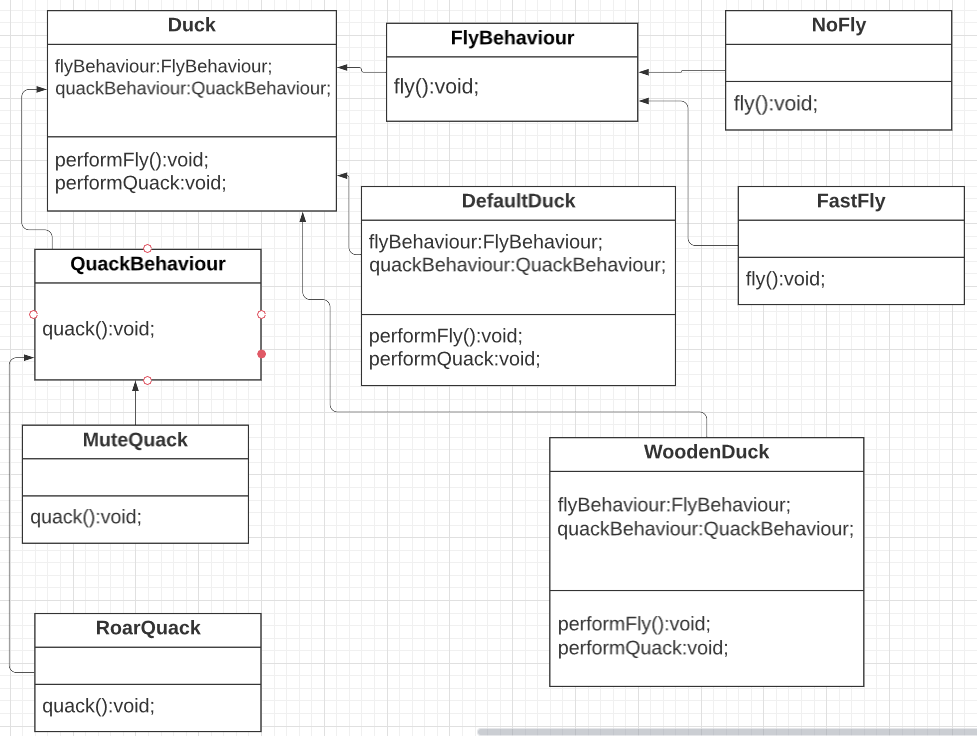 Duck
flyBehaviour:FlyBehaviour;
quackBehaviour:QuackBehaviour;
performFly():void;
performQuack:void;
FlyBehaviour
fly():void;
NoFly
fly():void;
DefaultDuck
flyBehaviour:FlyBehaviour;
quackBehaviour:QuackBehaviour;
performFly():void;
performQuack:void;
FastFly
fly():void;
QuackBehaviour
quack():void;
MuteQuack
quack():void;
WoodenDuck
flyBehaviour:FlyBehaviour;
quackBehaviour:QuackBehaviour;
performFly():void;
performQuack:void;
RoarQuack
quack():void;